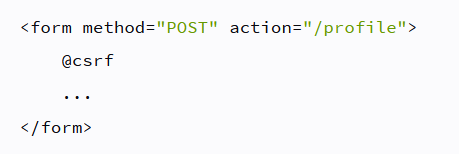 <form method="POST" action="/profile">
    @csrf
    ...
</form>